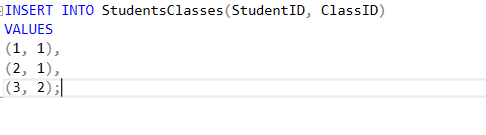 INSERT INTO StudentsClasses(StudentID, ClassID)
VALUES
(1, 1),
(2, 1),
(3, 2);